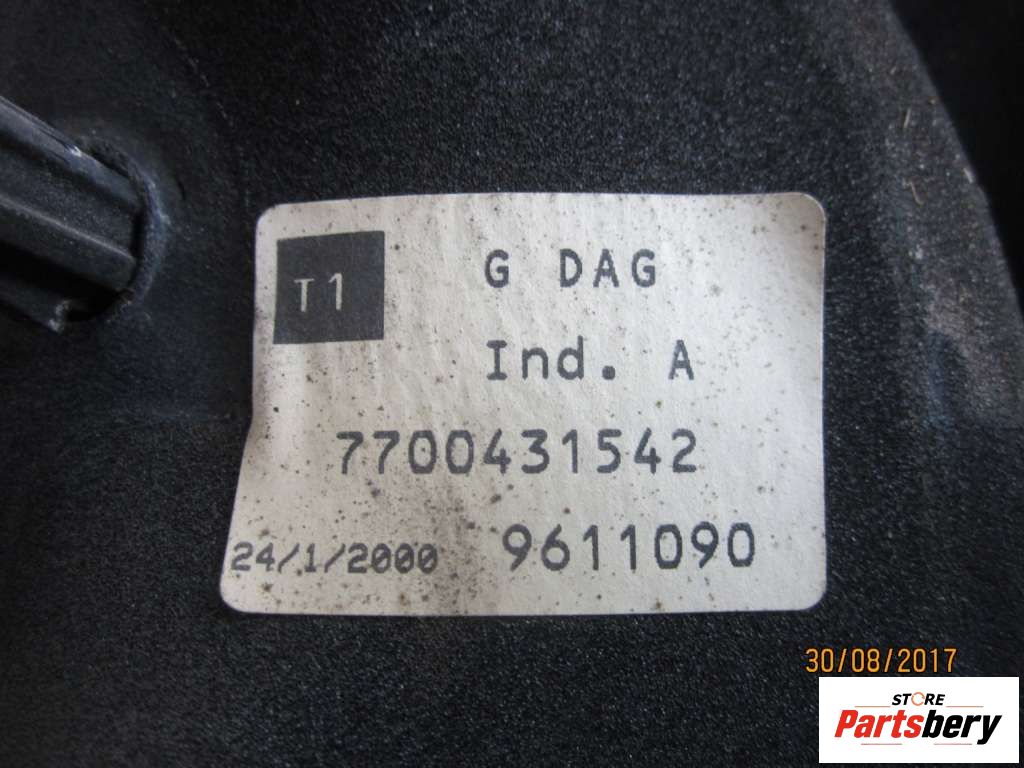 T1
G DAG
Ind. A
7700431542
24/1/2000 9611090
30/08/2017
STORE
Partsbery